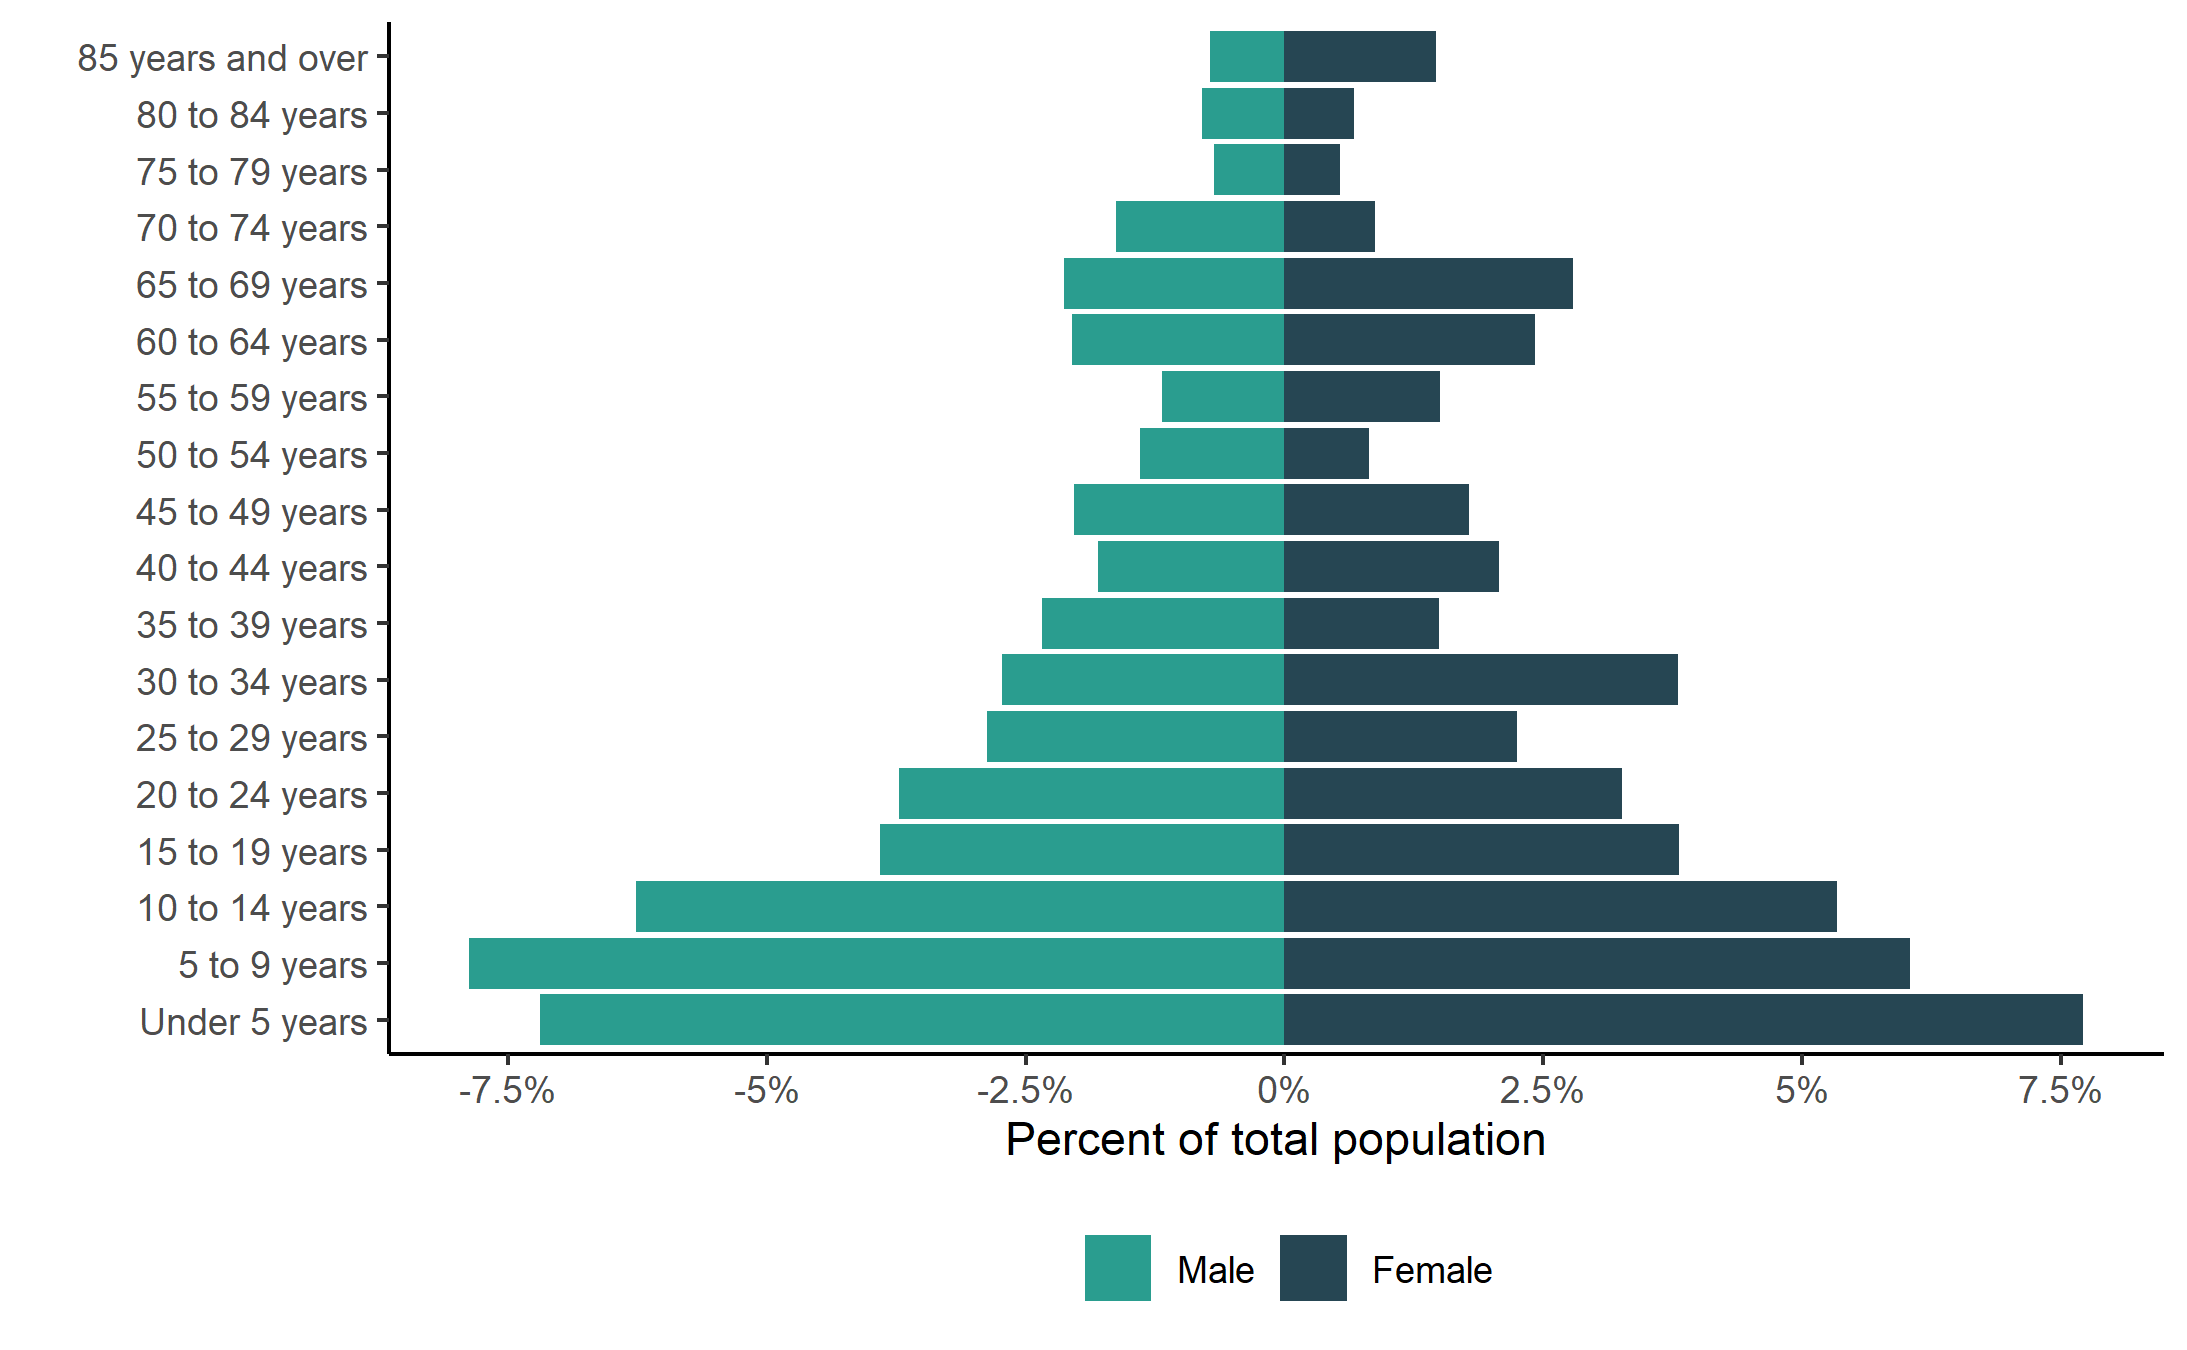 85 years and over
80 to 84 years
75 to 79 years
70 to 74 years
65 to 69 years
60 to 64 years
55 to 59 years
50 to 54 years
45 to 49 years
40 to 44 years
35 to 39 years
30 to 34 years
25 to 29 years
20 to 24 years
15 to 19 years
10 to 14 years
5 to 9 years
Under 5 years
-7.5% -5% -2.5% 0% 2.5% 5% 7.5%
Percent of total population
Male Female